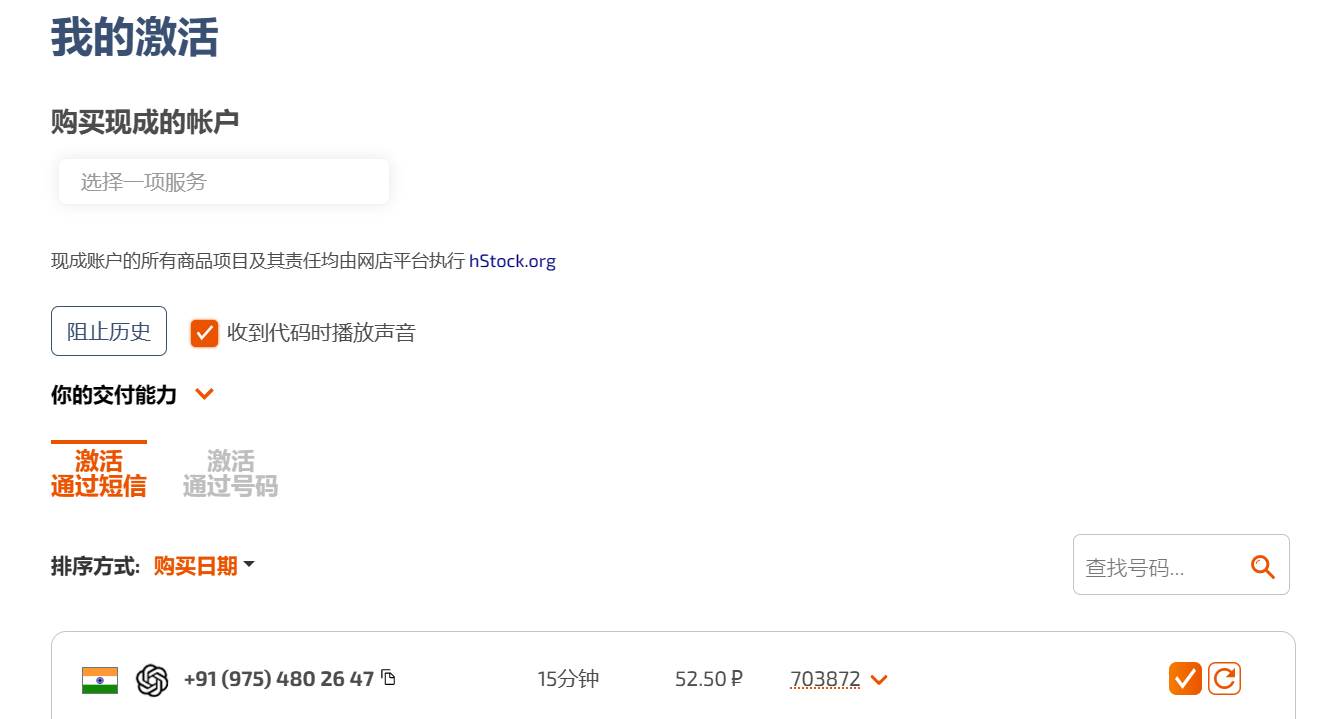 我的激活
购买现成的帐户
选择一项服务
现成账户的所有商品项目及其责任均由网店平台执行 hStock.org
阻止历史 收到代码时播放声音
你的交付能力
激活 激活
通过短信 通过号码
排序方式: 购买日期 查找号码...
+91 (975) 480 26 47 15分钟 52.50 ₽ 703872